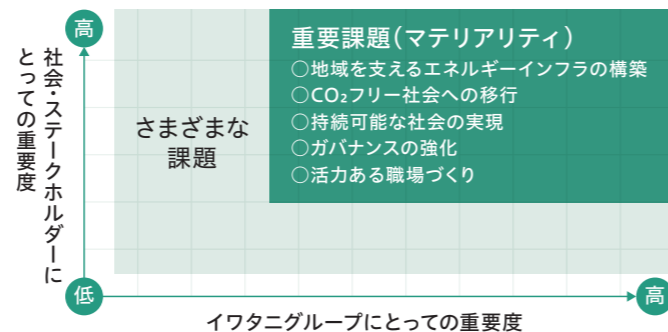 高
社会・ステークホルダーに
とっての重要度
さまざまな
課題
重要課題(マテリアリティ)
○地域を支えるエネルギーインフラの構築
○CO₂フリー社会への移行
○持続可能な社会の実現
○ガバナンスの強化
○活力ある職場づくり
低
高
イワタニグループにとっての重要度